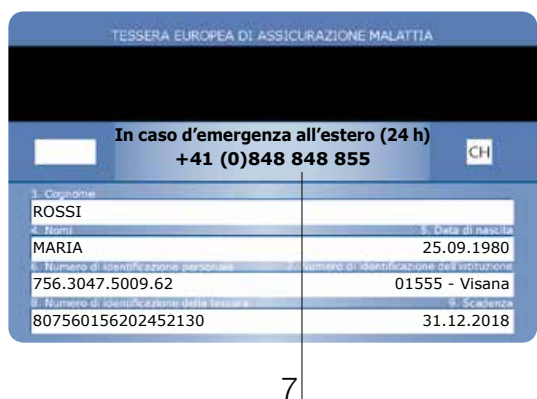 TESSERA EUROPEA DI ASSICURAZIONE MALATTIA
In caso d'emergenza all'estero (24 h)
+41 (0)848 848 855
CH
3. Cognome
ROSSI
4. Nomi 5. Data di nascita
MARIA 25.09.1980
6. Numero di identificazione personale 7. Numero di identificazione dell'istituzione
756.3047.5009.62 01555 - Visana
8. Numero di identificazione della tessera 9. Scadenza
807560156202452130 31.12.2018
7